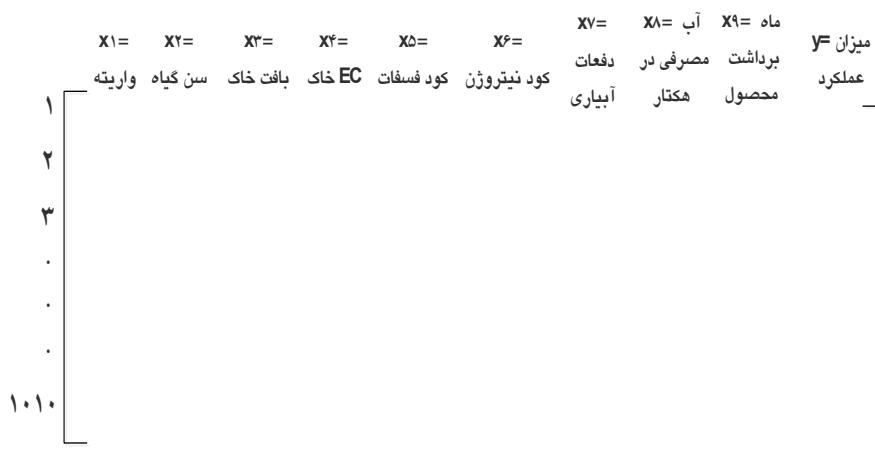 x۱= واریته
x۲= سن گیاه
x۳= بافت خاک
x۴= EC خاک
x۵= کود فسفات
x۶= کود نیتروژن
x۷= دفعات آبیاری
x۸= آب مصرفی در هکتار
x۹= ماه برداشت محصول
y= میزان عملکرد
۱
۲
۳
.
.
.
۱۰۱۰